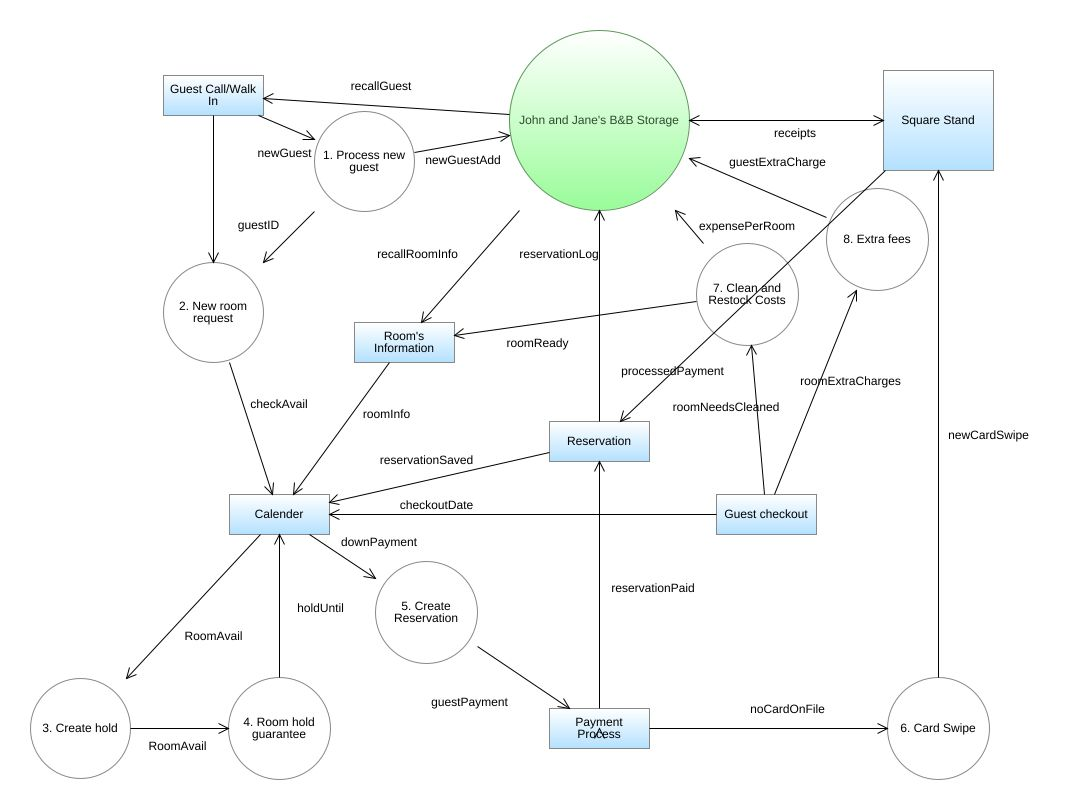 recallGuest
Guest Call/Walk
In
John and Jane's B&B Storage
Square Stand
receipts
newGuest
1. Process new
guest
newGuestAdd
guestExtraCharge
guestID
expensePerRoom
8. Extra fees
recallRoomInfo
reservationLog
2. New room
request
7. Clean and
Restock Costs
Room's
Information
roomReady
processedPayment
roomExtraCharges
checkAvail
roomInfo
roomNeedsCleaned
Reservation
newCardSwipe
reservationSaved
checkoutDate
Calender
Guest checkout
downPayment
holdUntil
5. Create
Reservation
reservationPaid
RoomAvail
guestPayment
noCardOnFile
3. Create hold
RoomAvail
4. Room hold
guarantee
Payment
Process
6. Card Swipe